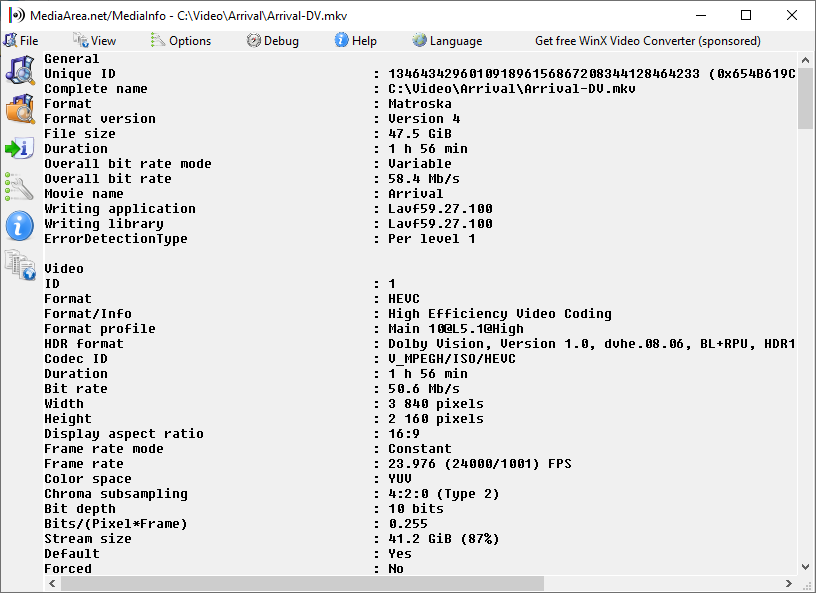 MediaArea.net/MediaInfo - C:\Video\Arrival\Arrival-DV.mkv
File View Options Debug Help Language Get free WinX Video Converter (sponsored)
General
Unique ID : 134643429601091896156867208344128464233 (0x654B619C
Complete name : C:\Video\Arrival\Arrival-DV.mkv
Format : Matroska
Format version : Version 4
File size : 47.5 GiB
Duration : 1 h 56 min
Overall bit rate mode : Variable
Overall bit rate : 58.4 Mb/s
Movie name : Arrival
Writing application : Lavf59.27.100
Writing library : Lavf59.27.100
ErrorDetectionType : Per level 1
Video
ID : 1
Format : HEVC
Format/Info : High Efficiency Video Coding
Format profile : Main 10@L5.1@High
HDR format : Dolby Vision, Version 1.0, dvhe.08.06, BL+RPU, HDR1
Codec ID : V_MPEGH/ISO/HEVC
Duration : 1 h 56 min
Bit rate : 50.6 Mb/s
Width : 3 840 pixels
Height : 2 160 pixels
Display aspect ratio : 16:9
Frame rate mode : Constant
Frame rate : 23.976 (24000/1001) FPS
Color space : YUV
Chroma subsampling : 4:2:0 (Type 2)
Bit depth : 10 bits
Bits/(Pixel*Frame) : 0.255
Stream size : 41.2 GiB (87%)
Default : Yes
Forced : No